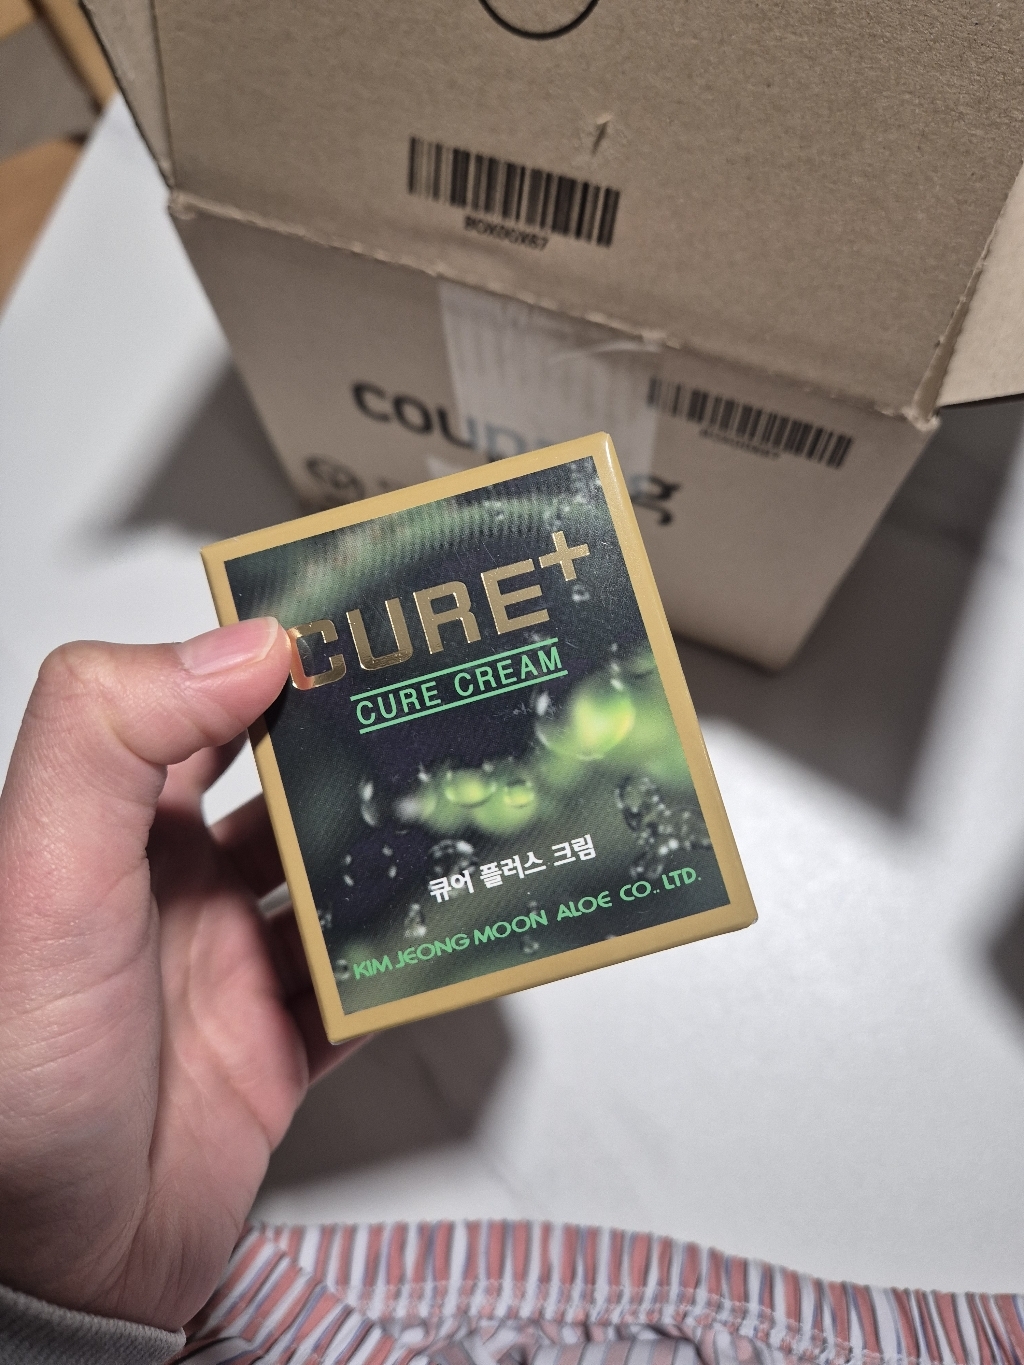 CURE+
CURE CREAM
큐어 플러스 크림
KIM JEONG MOON ALOE CO., LTD.